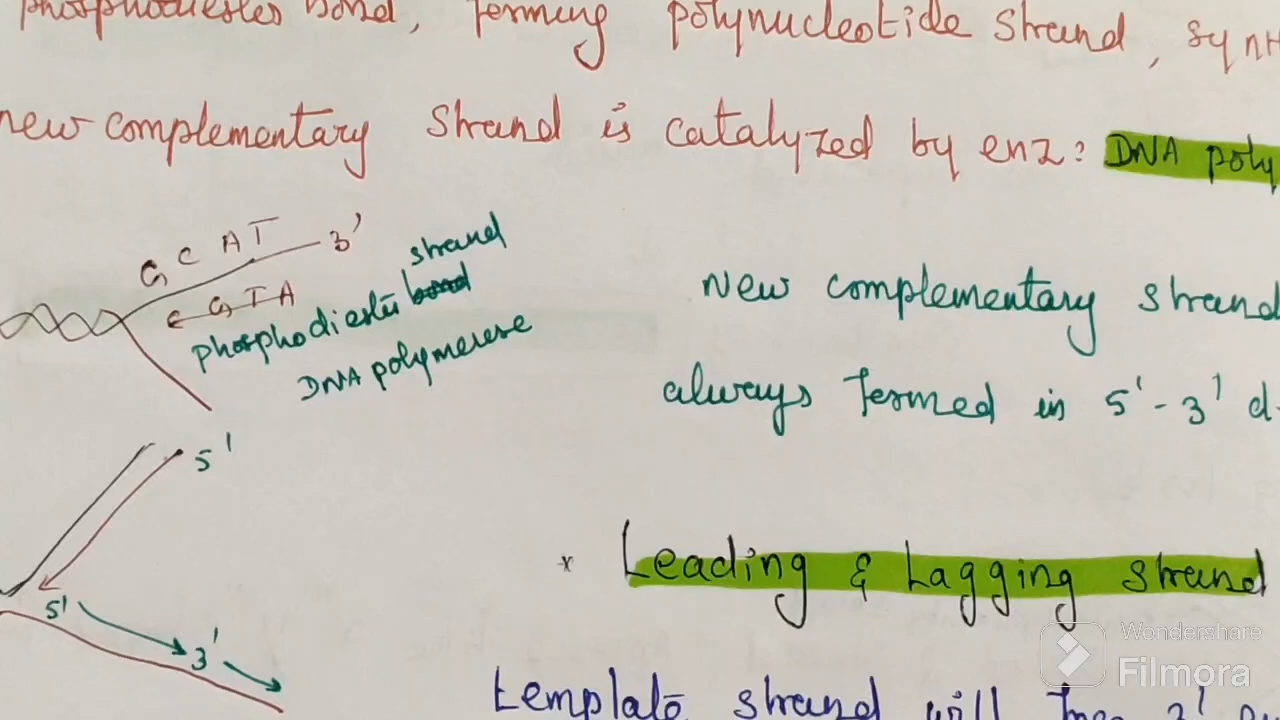 phosphodiester bond, forming polynucleotide strand,
new complementary strand is catalyzed by enz: DNA poly
G C A T 3'
strand
G T A
phosphodiester bond
DNA polymerese
New complementary strand
always formed in 5' - 3' d
5'
* Leading & Lagging strand
5'
3'
template strand will
Wondershare
Filmora